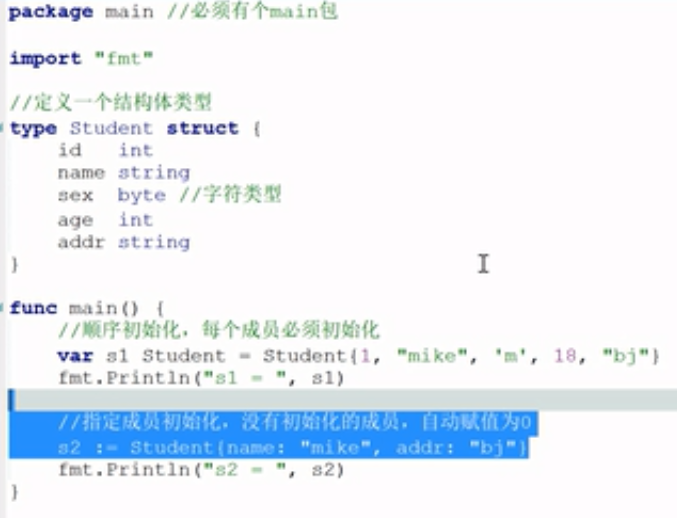 package main //必须有个main包
import "fmt"
//定义一个结构体类型
type Student struct {
id int
name string
sex byte //字符类型
age int
addr string
}
func main() {
//顺序初始化，每个成员必须初始化
var s1 Student = Student{1, "mike", 'm', 18, "bj"}
fmt.Println("s1 = ", s1)
//指定成员初始化，没有初始化的成员，自动赋值为0
s2 := Student{name: "mike", addr: "bj"}
fmt.Println("s2 = ", s2)
}